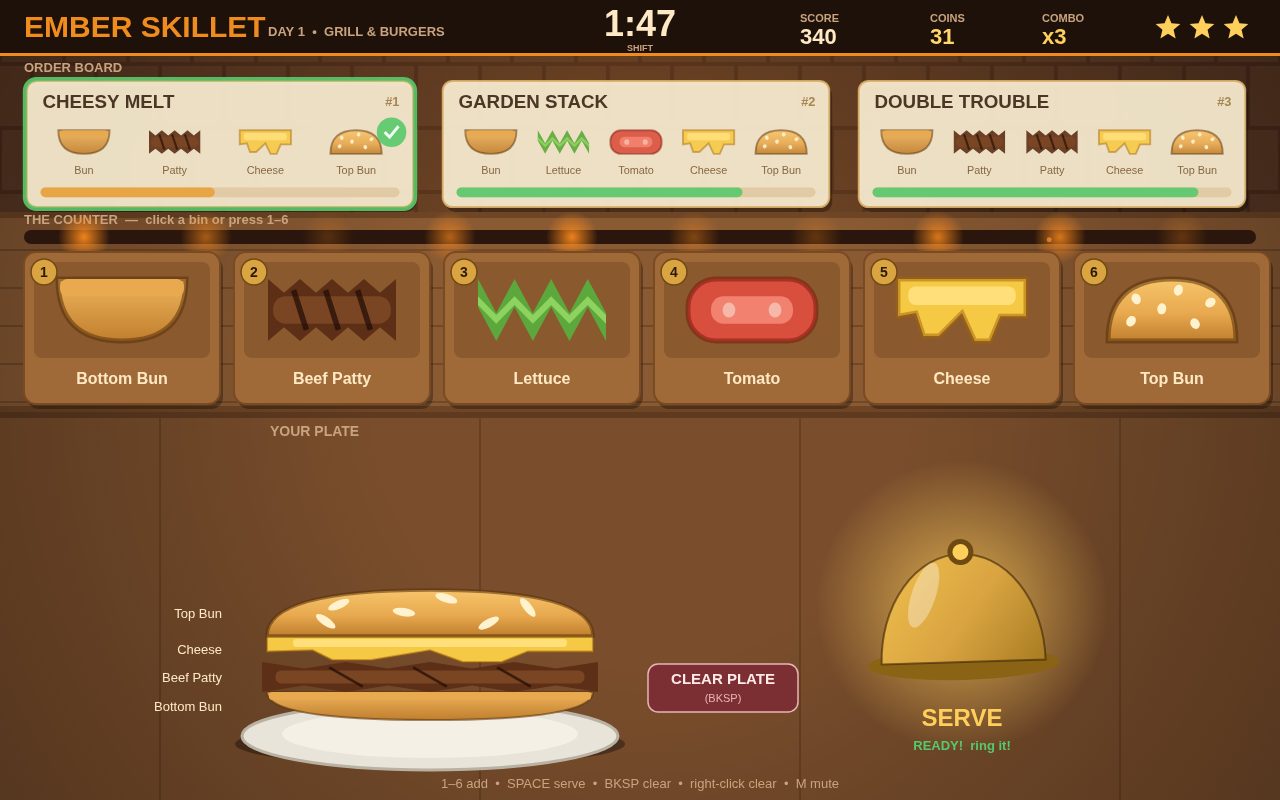 EMBER SKILLET DAY 1 • GRILL & BURGERS
1:47
SHIFT
SCORE
340
COINS
31
COMBO
x3
ORDER BOARD
CHEESY MELT #1
Bun Patty Cheese Top Bun
GARDEN STACK #2
Bun Lettuce Tomato Cheese Top Bun
DOUBLE TROUBLE #3
Bun Patty Patty Cheese Top Bun
THE COUNTER — click a bin or press 1–6
1 Bottom Bun
2 Beef Patty
3 Lettuce
4 Tomato
5 Cheese
6 Top Bun
YOUR PLATE
Top Bun
Cheese
Beef Patty
Bottom Bun
CLEAR PLATE
(BKSP)
SERVE
READY! ring it!
1–6 add • SPACE serve • BKSP clear • right-click clear • M mute